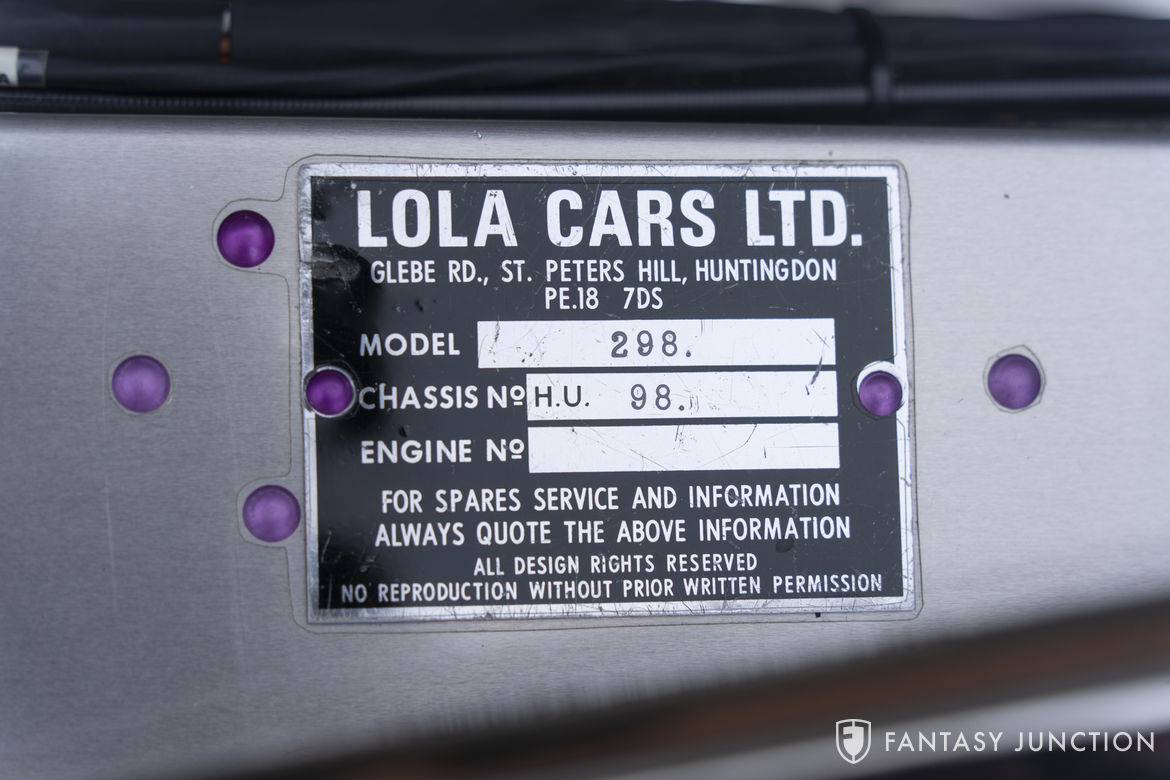 LOLA CARS LTD.
GLEBE RD., ST. PETERS HILL, HUNTINGDON
PE.18 7DS
MODEL 298.
CHASSIS Nº H.U. 98.
ENGINE Nº
FOR SPARES SERVICE AND INFORMATION
ALWAYS QUOTE THE ABOVE INFORMATION
ALL DESIGN RIGHTS RESERVED
NO REPRODUCTION WITHOUT PRIOR WRITTEN PERMISSION
FANTASY JUNCTION